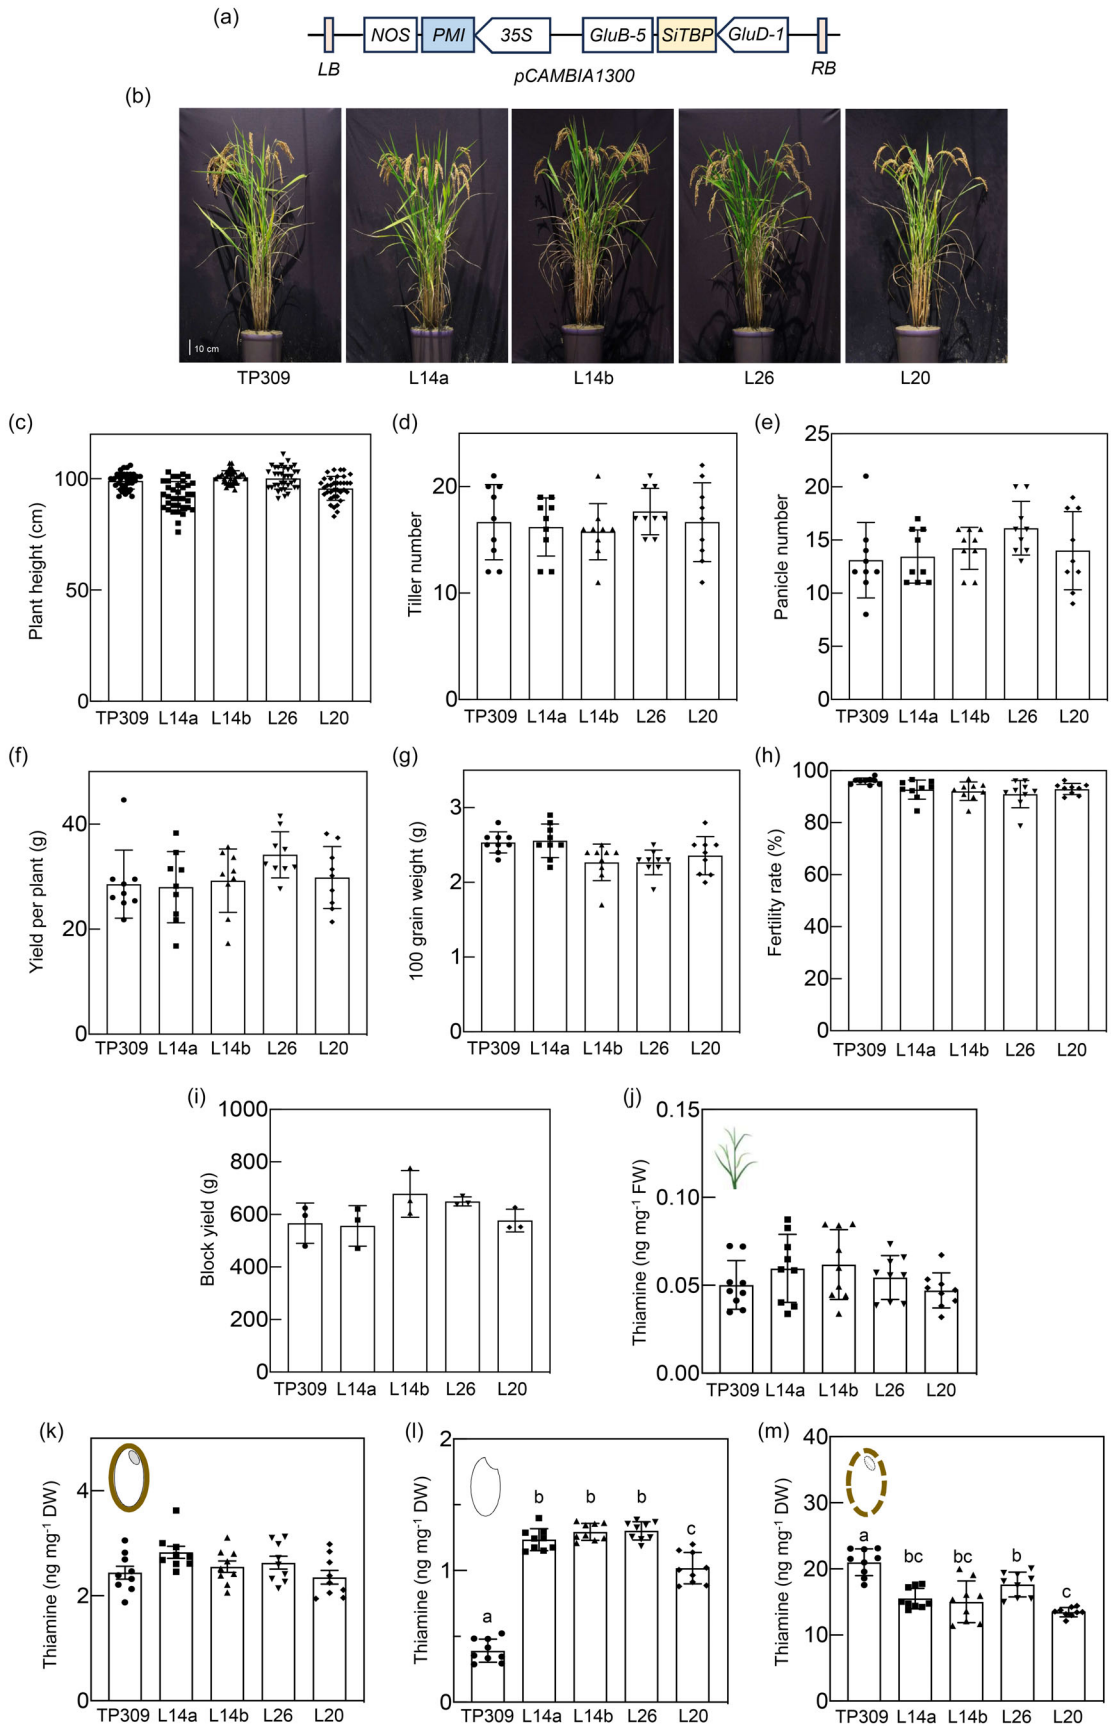 (a)
NOS PMI 35S GluB-5 SiTBP GluD-1
LB pCAMBIA1300 RB
(b)
10 cm
TP309 L14a L14b L26 L20
(c)
Plant height (cm)
100
50
0
TP309 L14a L14b L26 L20
(d)
Tiller number
20
10
0
TP309 L14a L14b L26 L20
(e)
Panicle number
25
20
15
10
5
0
TP309 L14a L14b L26 L20
(f)
Yield per plant (g)
40
20
0
TP309 L14a L14b L26 L20
(g)
100 grain weight (g)
3
2
1
0
TP309 L14a L14b L26 L20
(h)
Fertility rate (%)
100
80
60
40
20
0
TP309 L14a L14b L26 L20
(i)
Block yield (g)
1000
800
600
400
200
0
TP309 L14a L14b L26 L20
(j)
Thiamine (ng mg⁻¹ FW)
0.15
0.10
0.05
0.00
TP309 L14a L14b L26 L20
(k)
Thiamine (ng mg⁻¹ DW)
4
2
0
TP309 L14a L14b L26 L20
(l)
Thiamine (ng mg⁻¹ DW)
2
1
0
a b b b c
TP309 L14a L14b L26 L20
(m)
Thiamine (ng mg⁻¹ DW)
40
30
20
10
0
a bc bc b c
TP309 L14a L14b L26 L20